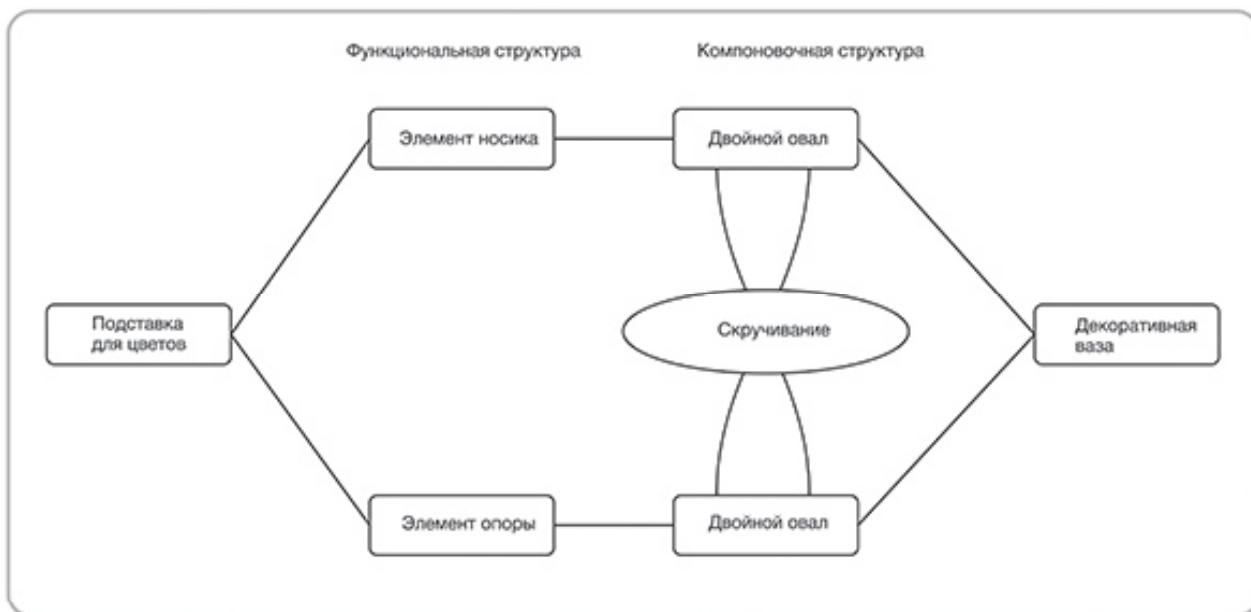 Функциональная структура
Компоновочная структура
Элемент носика
Двойной овал
Подставка
для цветов
Скручивание
Декоративная
ваза
Элемент опоры
Двойной овал